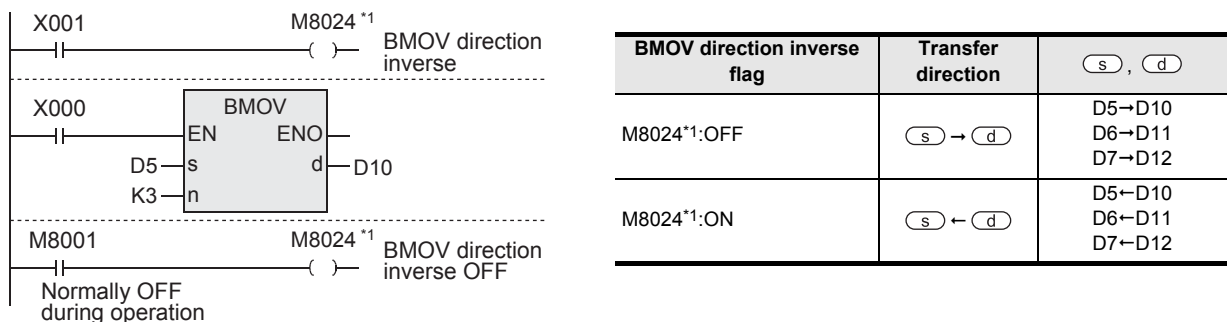 X001
M8024 *1
BMOV direction
inverse
X000
BMOV
EN ENO
D5 s d D10
K3 n
M8001
M8024 *1
BMOV direction
inverse OFF
Normally OFF
during operation
BMOV direction inverse flag Transfer direction s , d
M8024*1:OFF s → d
D5→D10
D6→D11
D7→D12
M8024*1:ON s ← d
D5←D10
D6←D11
D7←D12